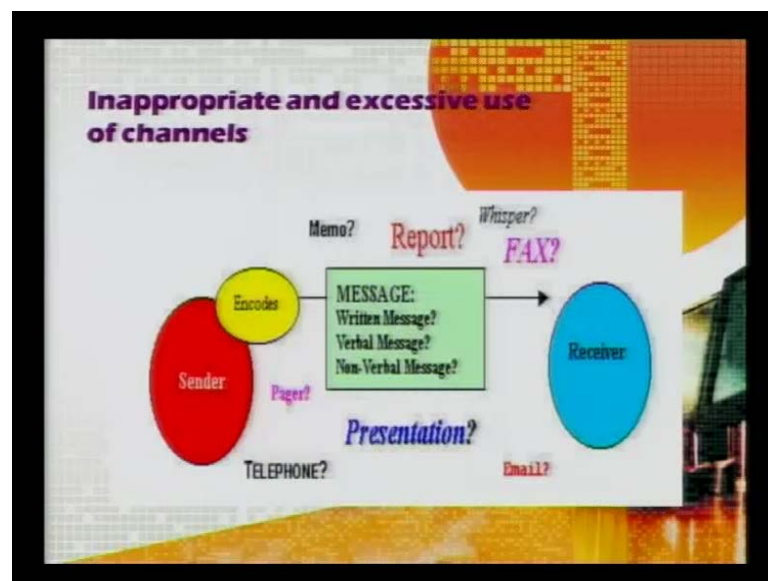 Inappropriate and excessive use
of channels
Memo?
Report?
Whisper?
FAX?
Encodes
MESSAGE:
Written Message?
Verbal Message?
Non-Verbal Message?
Sender
Receiver
Pager?
Presentation?
TELEPHONE?
Email?